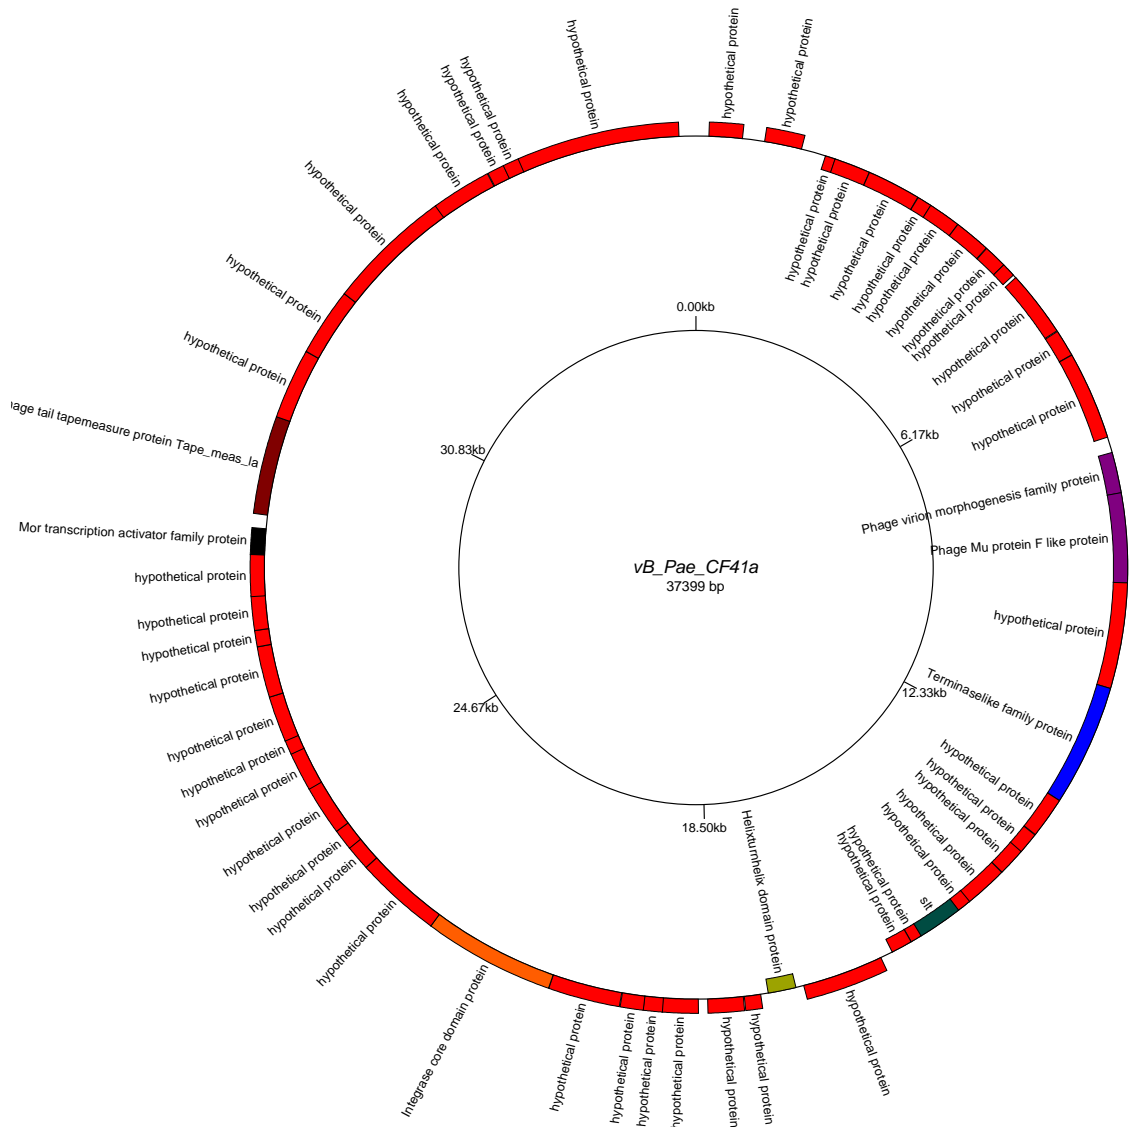 hypothetical protein
hypothetical protein
hypothetical protein
hypothetical protein
hypothetical protein
hypothetical protein
hypothetical protein
hypothetical protein
hypothetical protein
hypothetical protein
hypothetical protein
hypothetical protein
hypothetical protein
Phage virion morphogenesis family protein
Phage Mu protein F like protein
hypothetical protein
Terminaselike family protein
hypothetical protein
hypothetical protein
hypothetical protein
hypothetical protein
hypothetical protein
slt
hypothetical protein
hypothetical protein
hypothetical protein
Helixturnhelix domain protein
hypothetical protein
hypothetical protein
hypothetical protein
hypothetical protein
hypothetical protein
hypothetical protein
Integrase core domain protein
hypothetical protein
hypothetical protein
hypothetical protein
hypothetical protein
hypothetical protein
hypothetical protein
hypothetical protein
hypothetical protein
hypothetical protein
hypothetical protein
hypothetical protein
Mor transcription activator family protein
tail tapemeasure protein Tape_meas_la
hypothetical protein
hypothetical protein
hypothetical protein
hypothetical protein
hypothetical protein
hypothetical protein
hypothetical protein
0.00kb
6.17kb
12.33kb
18.50kb
24.67kb
30.83kb
vB_Pae_CF41a
37399 bp